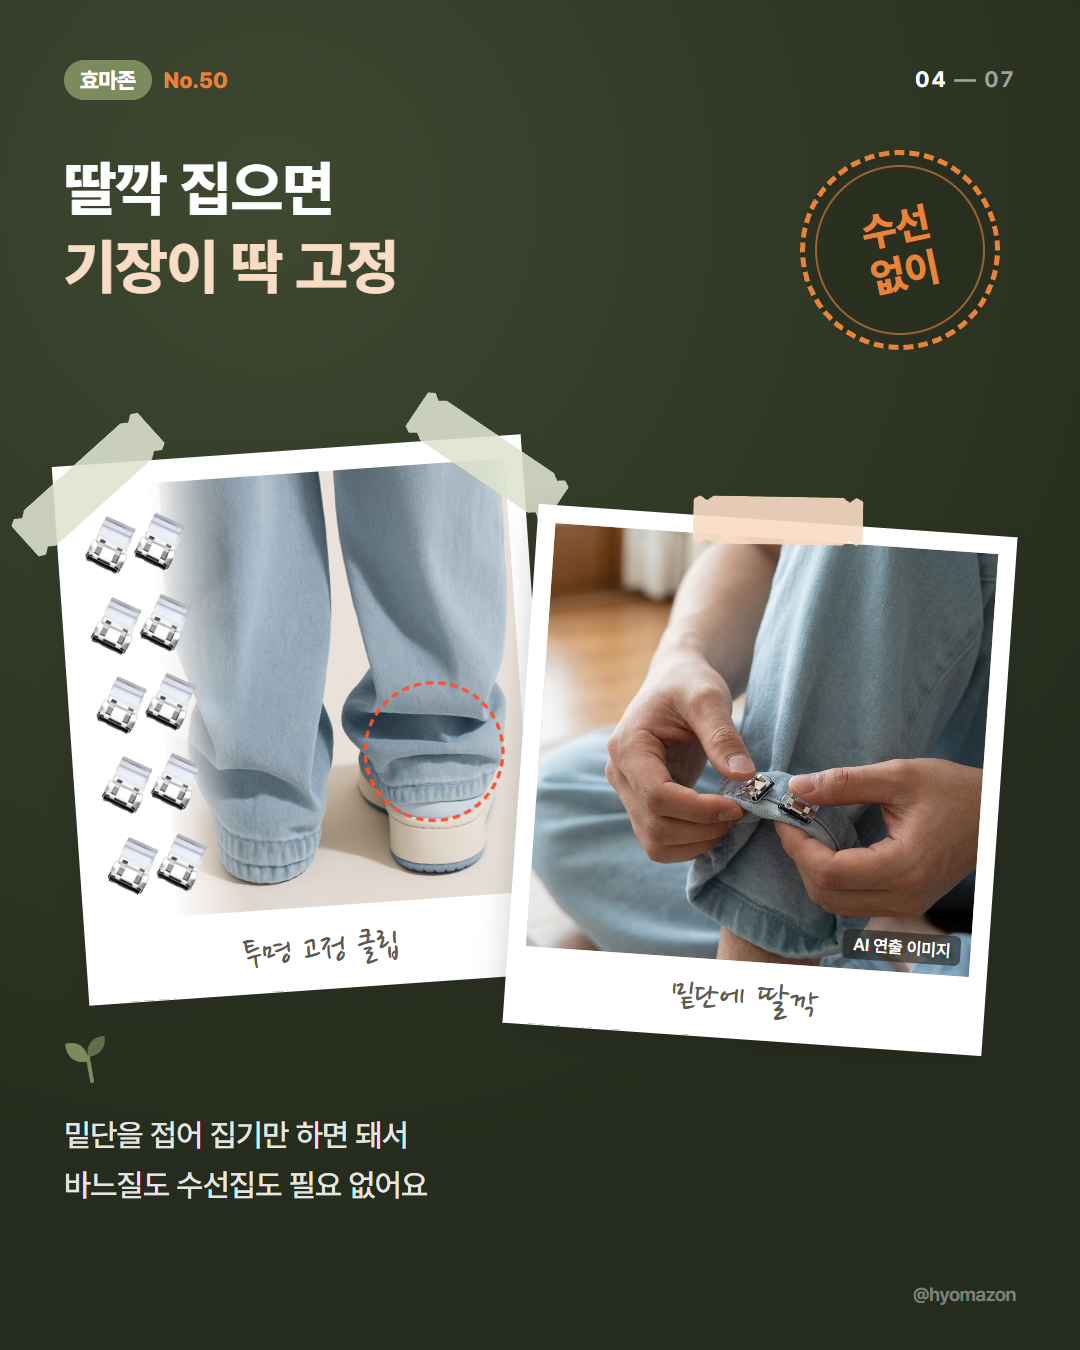 효마존 No.50
04 — 07
딸깍 집으면
기장이 딱 고정
수선
없이
투명 고정 클립
AI 연출 이미지
밑단에 딸깍
밑단을 접어 집기만 하면 돼서
바느질도 수선집도 필요 없어요
@hyomazon